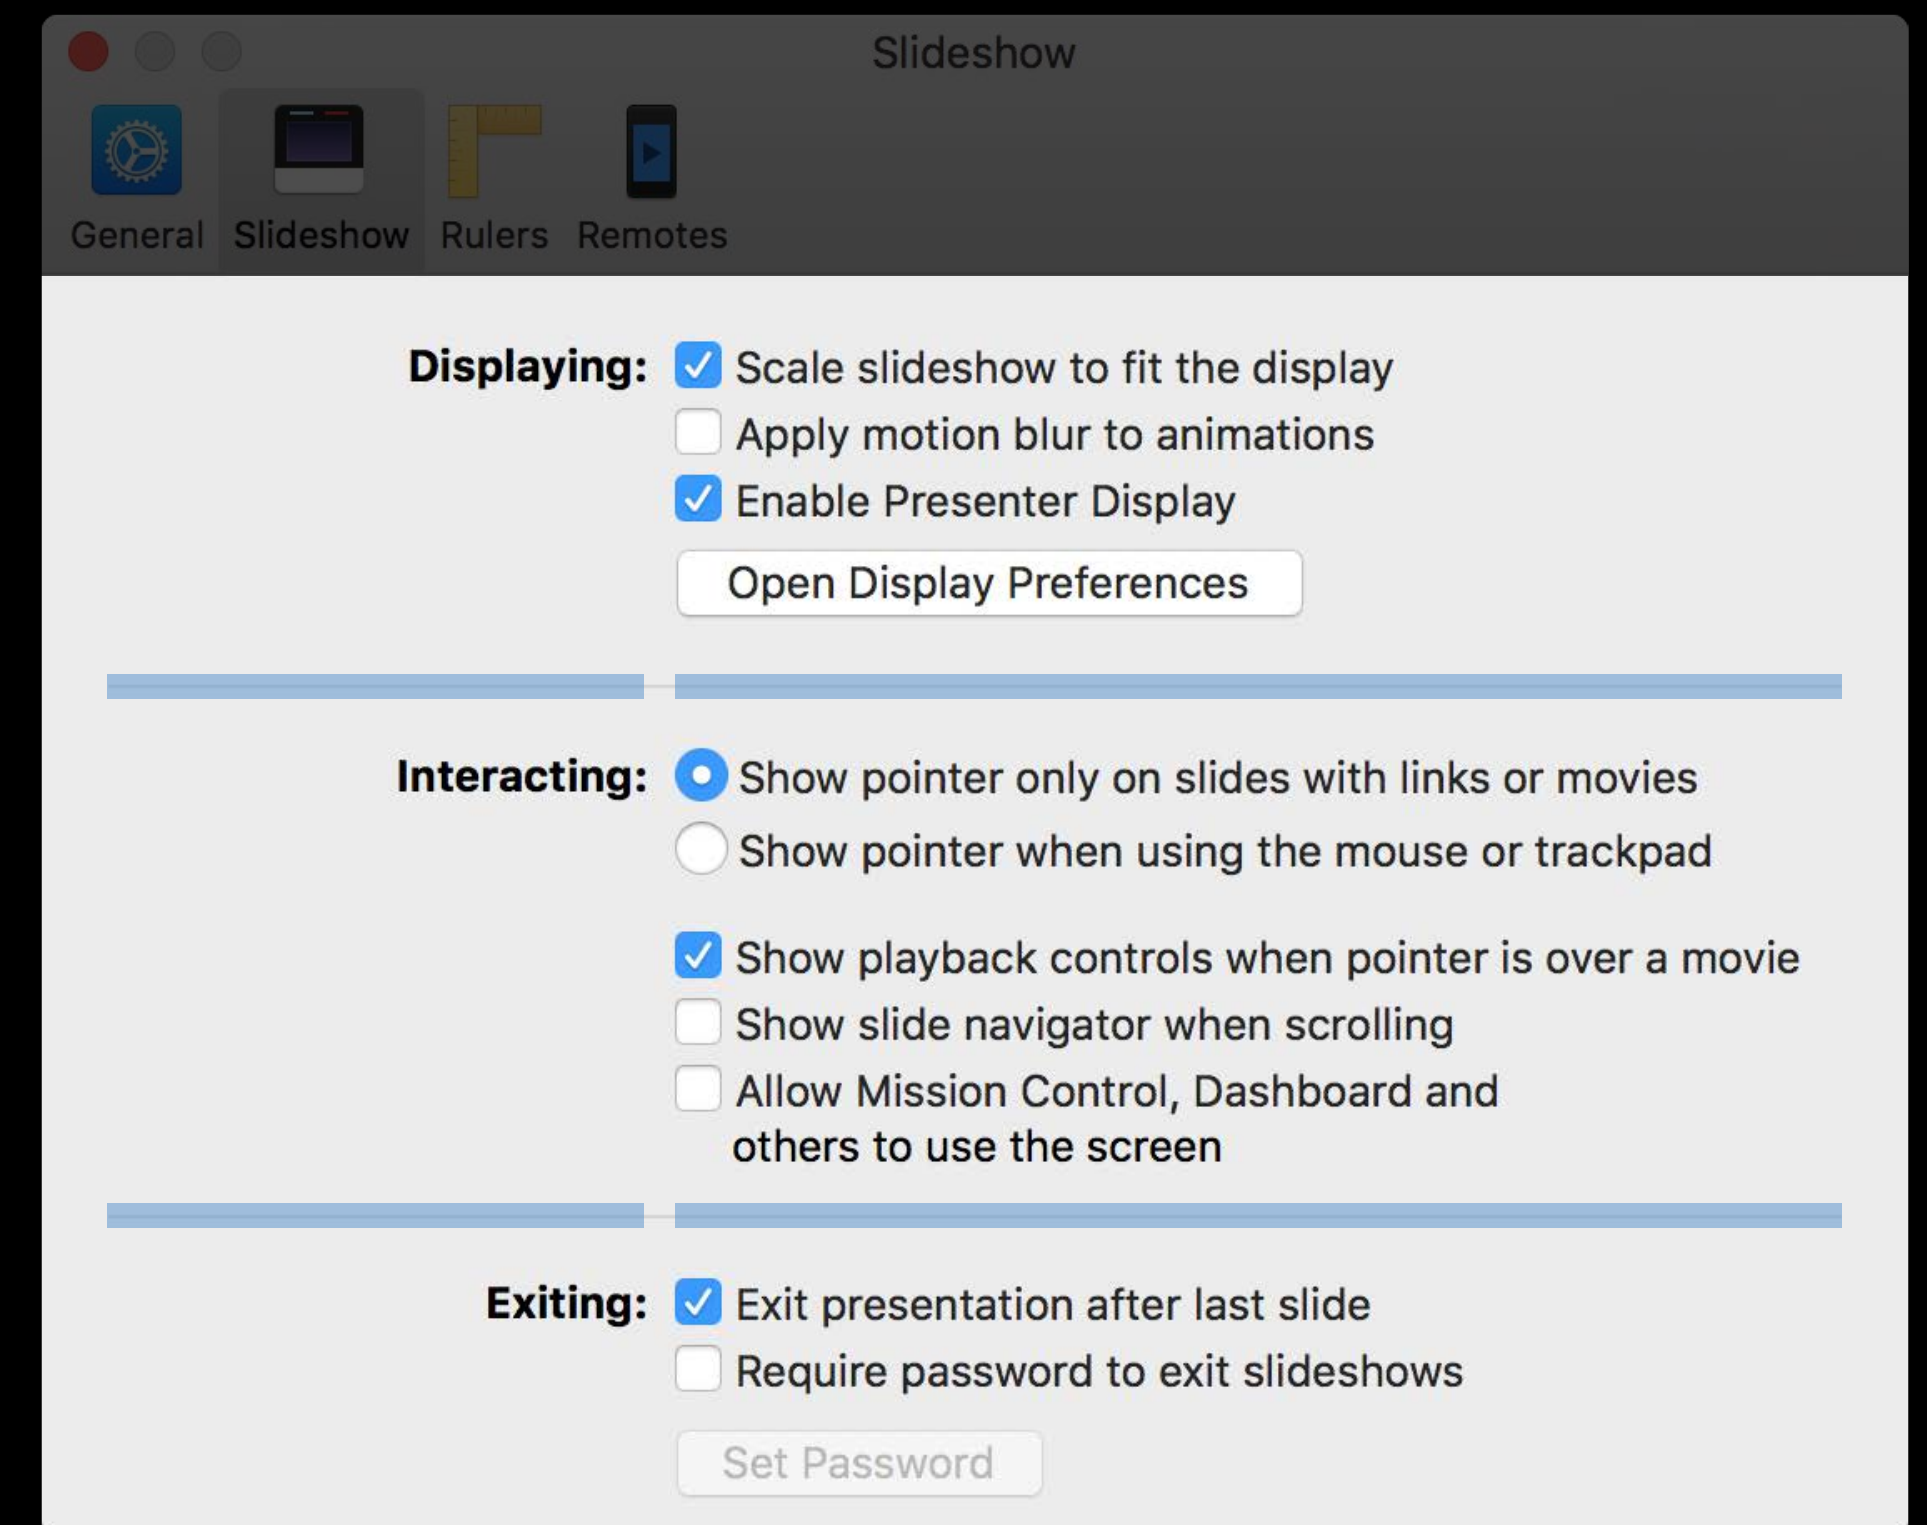 Slideshow
General Slideshow Rulers Remotes
Displaying: Scale slideshow to fit the display
Apply motion blur to animations
Enable Presenter Display
Open Display Preferences
Interacting: Show pointer only on slides with links or movies
Show pointer when using the mouse or trackpad
Show playback controls when pointer is over a movie
Show slide navigator when scrolling
Allow Mission Control, Dashboard and
others to use the screen
Exiting: Exit presentation after last slide
Require password to exit slideshows
Set Password